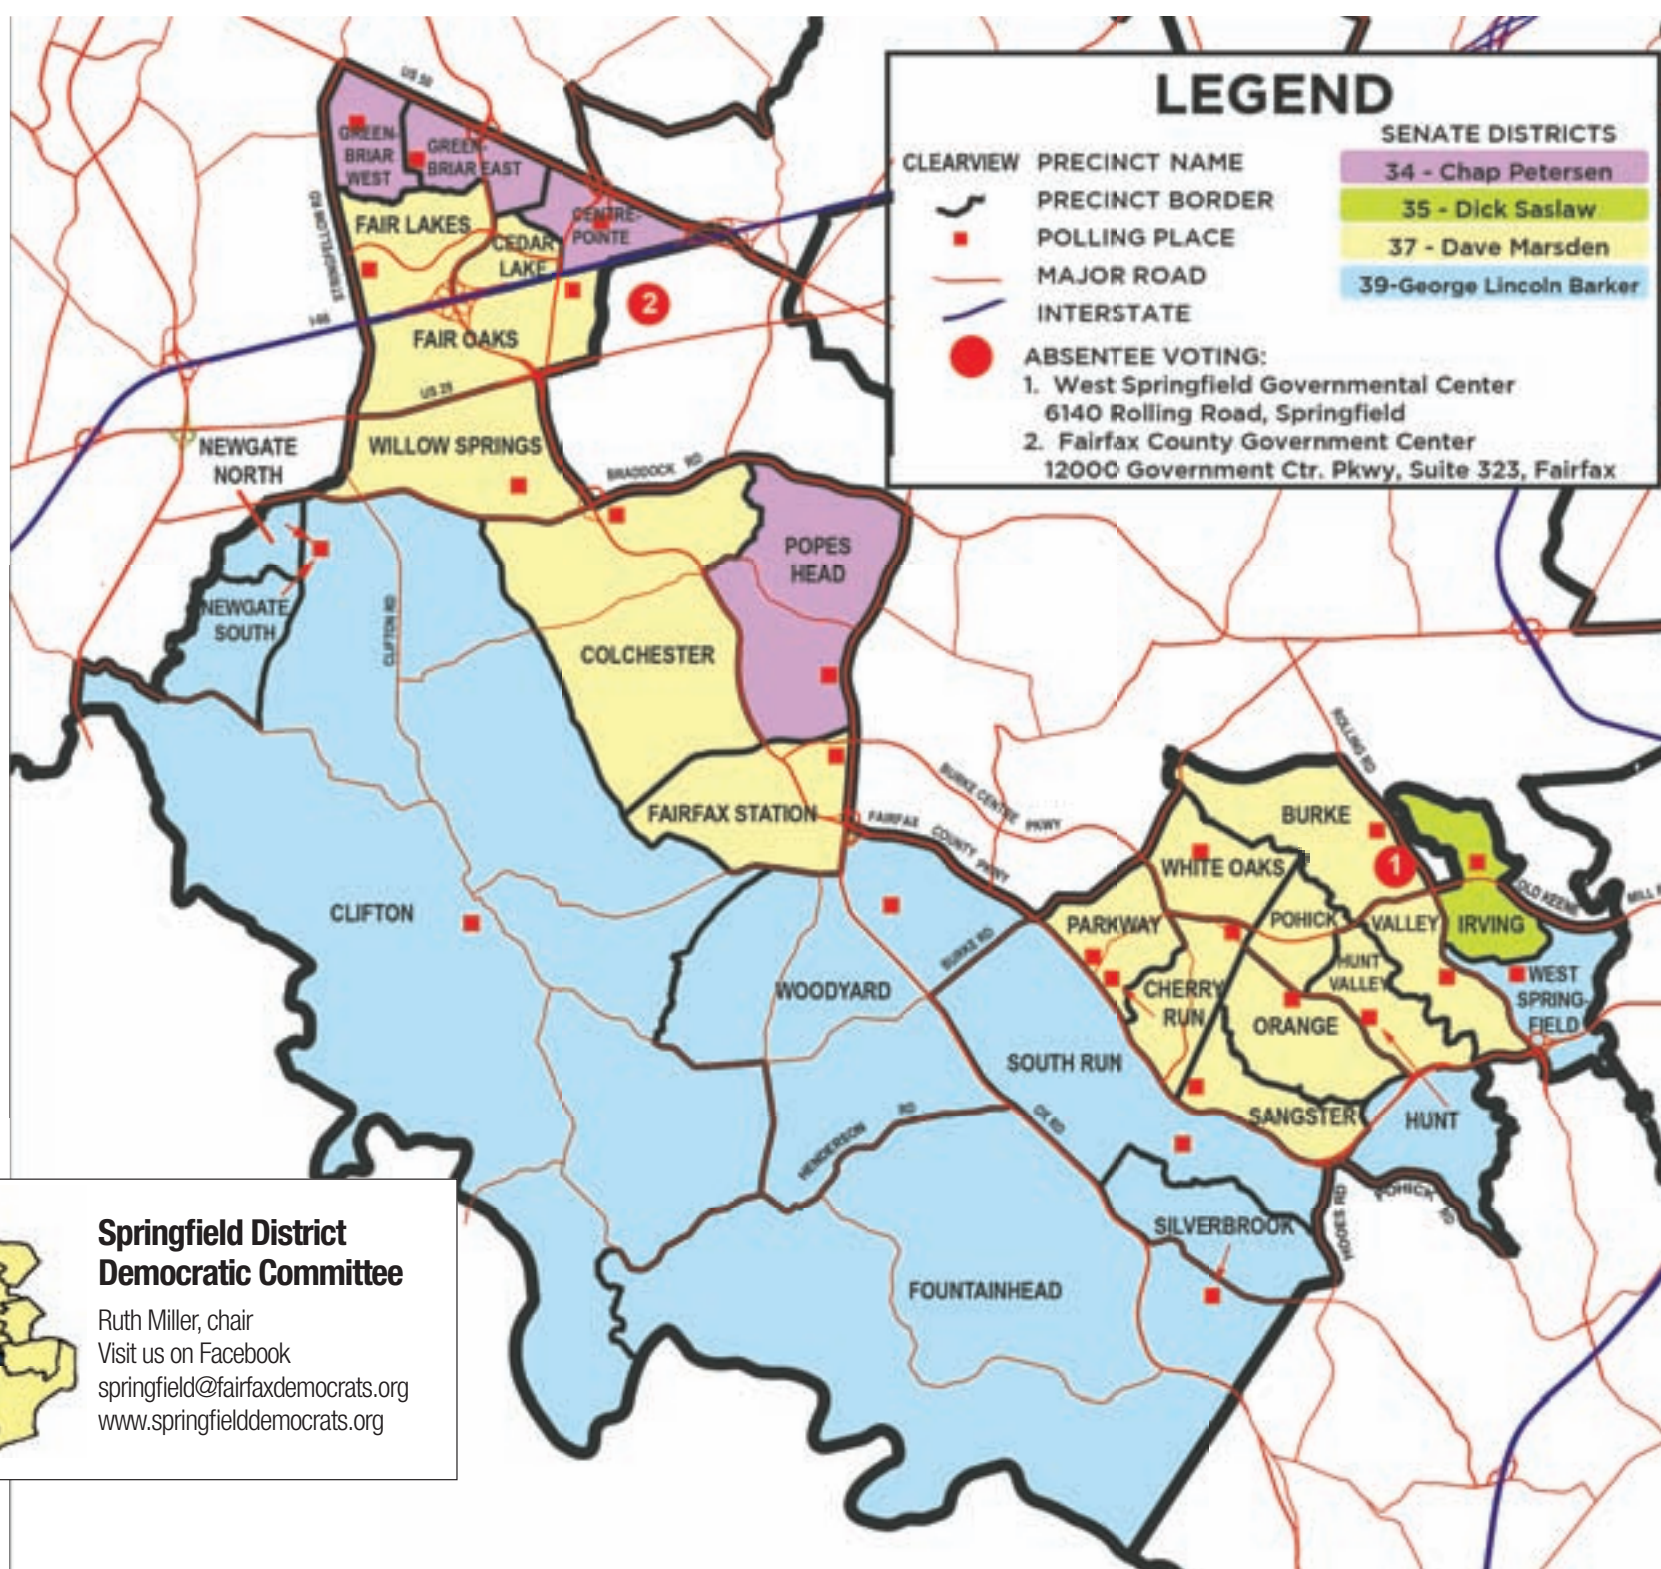 LEGEND
CLEARVIEW PRECINCT NAME
PRECINCT BORDER
POLLING PLACE
MAJOR ROAD
INTERSTATE
ABSENTEE VOTING:
1. West Springfield Governmental Center
6140 Rolling Road, Springfield
2. Fairfax County Government Center
12000 Government Ctr. Pkwy, Suite 323, Fairfax
SENATE DISTRICTS
34 - Chap Petersen
35 - Dick Saslaw
37 - Dave Marsden
39-George Lincoln Barker
US 50
GREEN-
BRIAR
WEST
GREEN-
BRIAR EAST
STRINGFELLOW RD
FAIR LAKES
CENTRE-
POINTE
CEDAR
LAKE
2
I-66
FAIR OAKS
US 29
NEWGATE
NORTH
WILLOW SPRINGS
BRADDOCK RD
POPES
HEAD
NEWGATE
SOUTH
CLIFTON RD
COLCHESTER
ROLLING RD
BURKE CENTRE PKWY
FAIRFAX STATION
FAIRFAX COUNTY PKWY
BURKE
1
WHITE OAKS
OLD KEENE
MILL
CLIFTON
PARKWAY
POHICK
VALLEY
IRVING
BURKE RD
HUNT
VALLEY
WEST
SPRING-
FIELD
WOODYARD
CHERRY
RUN
ORANGE
SOUTH RUN
OX RD
HENDERSON RD
SANGSTER
HUNT
POHICK RD
HOOES RD
SILVERBROOK
FOUNTAINHEAD
Springfield District
Democratic Committee
Ruth Miller, chair
Visit us on Facebook
springfield@fairfaxdemocrats.org
www.springfielddemocrats.org